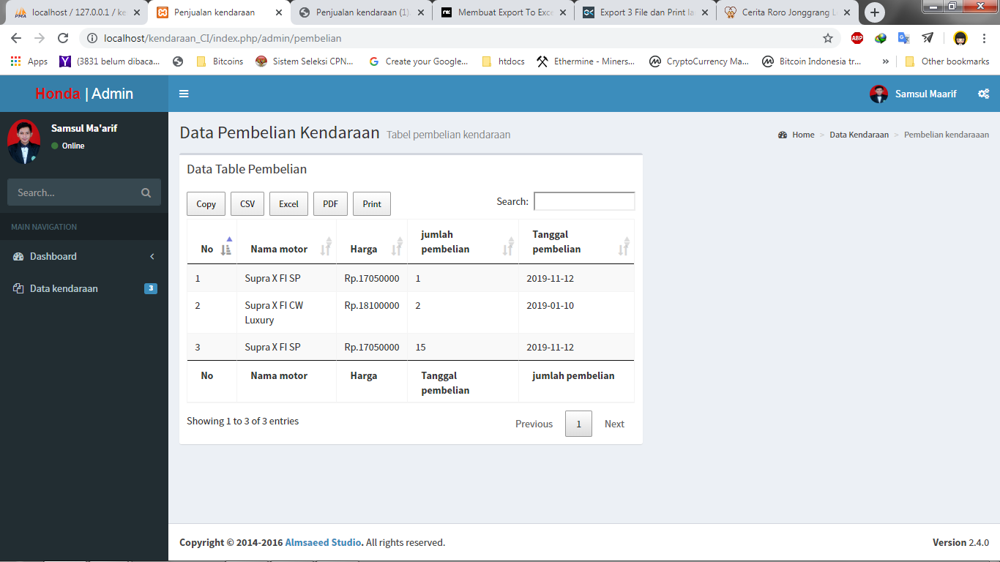 localhost / 127.0.0.1 / ke
Penjualan kendaraan
Penjualan kendaraan (1)
Membuat Export To Exce
Export 3 File dan Print la
Cerita Roro Jonggrang L
localhost/kendaraan_CI/index.php/admin/pembelian
ABP
Apps
(3831 belum dibaca...
Bitcoins
Sistem Seleksi CPN...
Create your Google...
htdocs
Ethermine - Miners...
CryptoCurrency Ma...
Bitcoin Indonesia tr...
»
Other bookmarks
Honda | Admin
Samsul Maarif
Samsul Ma'arif
Online
Search...
MAIN NAVIGATION
Dashboard
Data kendaraan 3
Data Pembelian Kendaraan Tabel pembelian kendaraan
Home > Data Kendaraan > Pembelian kendaraaan
Data Table Pembelian
Copy CSV Excel PDF Print Search:
No Nama motor Harga jumlah pembelian Tanggal pembelian
1 Supra X FI SP Rp.17050000 1 2019-11-12
2 Supra X FI CW Luxury Rp.18100000 2 2019-01-10
3 Supra X FI SP Rp.17050000 15 2019-11-12
No Nama motor Harga Tanggal pembelian jumlah pembelian
Showing 1 to 3 of 3 entries
Previous 1 Next
Copyright © 2014-2016 Almsaeed Studio. All rights reserved.
Version 2.4.0